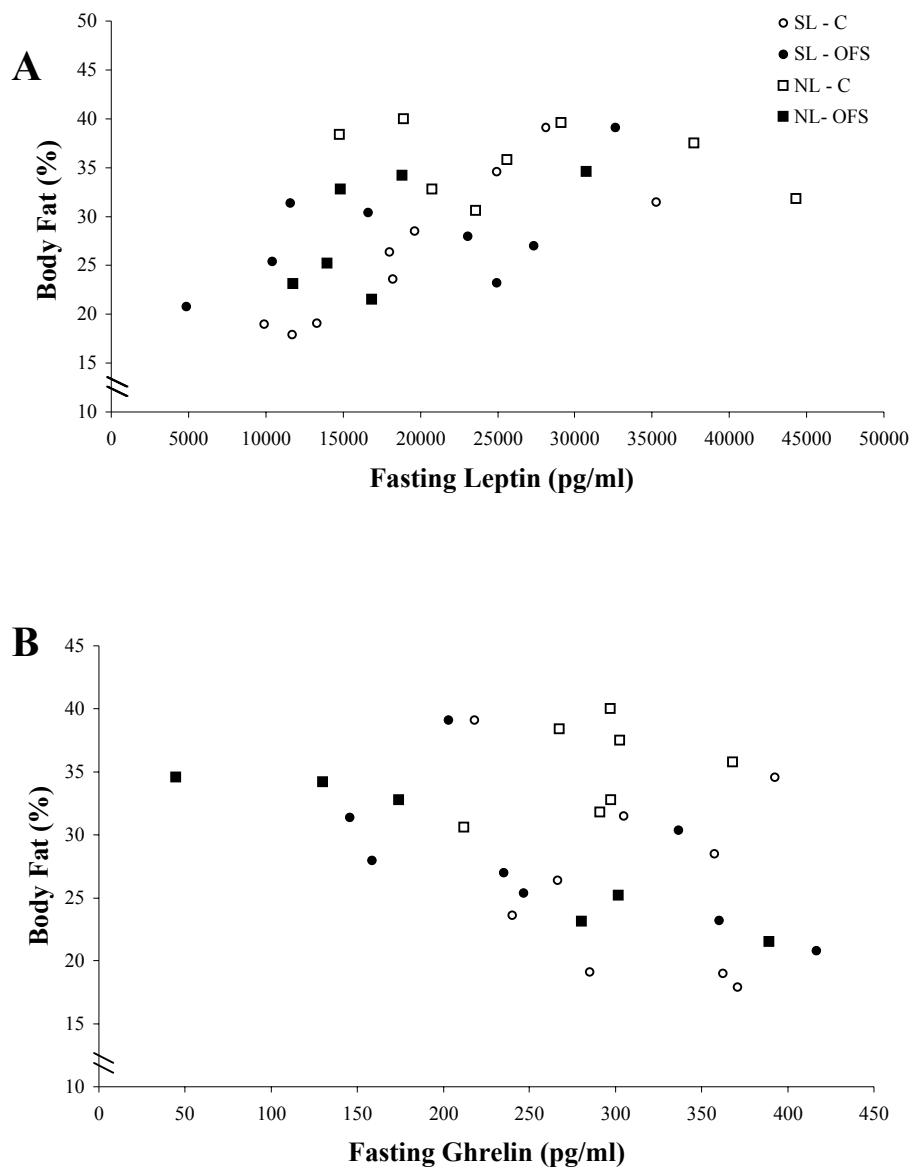 A
50
45
40
35
30
25
20
15
10
Body Fat (%)
SL - C
SL - OFS
NL - C
NL- OFS
0 5000 10000 15000 20000 25000 30000 35000 40000 45000 50000
Fasting Leptin (pg/ml)
B
45
40
35
30
25
20
15
10
Body Fat (%)
0 50 100 150 200 250 300 350 400 450
Fasting Ghrelin (pg/ml)